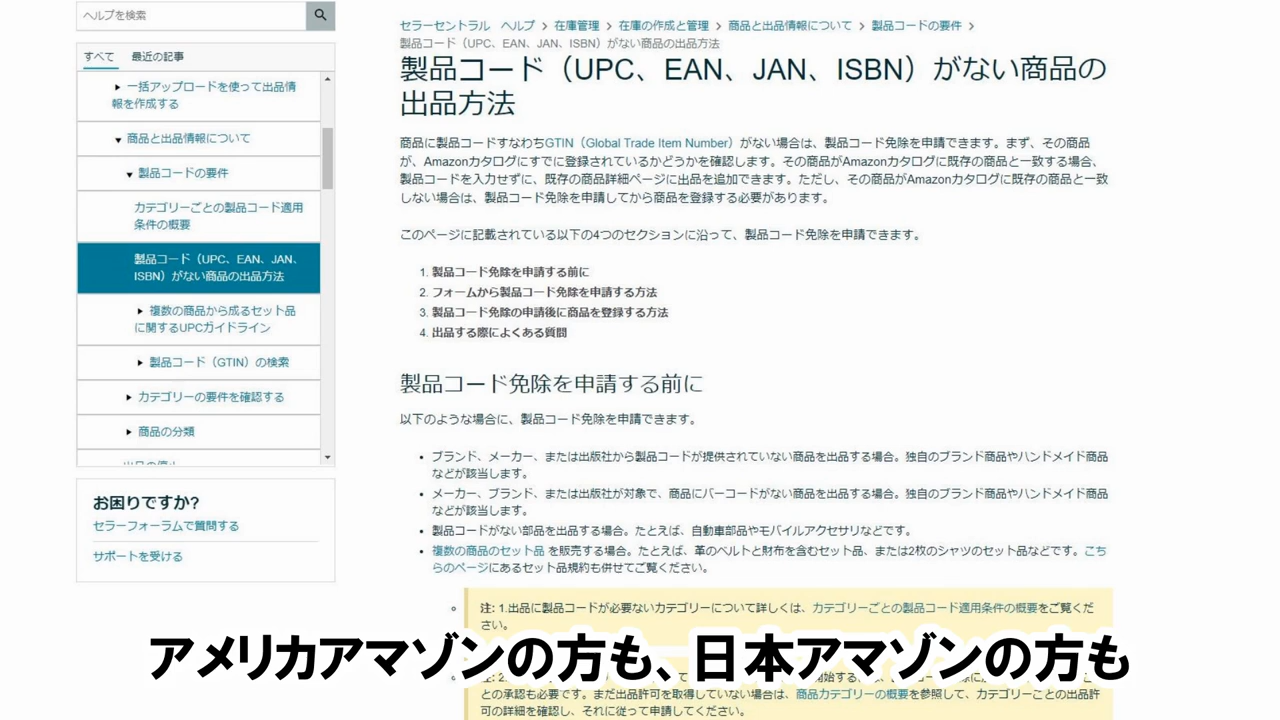 ヘルプを検索
すべて 最近の記事
一括アップロードを使って出品情
報を作成する
商品と出品情報について
製品コードの要件
カテゴリーごとの製品コード適用
条件の概要
製品コード（UPC、EAN、JAN、
ISBN）がない商品の出品方法
複数の商品から成るセット品
に関するUPCガイドライン
製品コード（GTIN）の検索
カテゴリーの要件を確認する
商品の分類
お困りですか?
セラーフォーラムで質問する
サポートを受ける
セラーセントラル ヘルプ > 在庫管理 > 在庫の作成と管理 > 商品と出品情報について > 製品コードの要件 >
製品コード（UPC、EAN、JAN、ISBN）がない商品の出品方法
製品コード（UPC、EAN、JAN、ISBN）がない商品の
出品方法
商品に製品コードすなわちGTIN（Global Trade Item Number）がない場合は、製品コード免除を申請できます。まず、その商品
が、Amazonカタログにすでに登録されているかどうかを確認します。その商品がAmazonカタログに既存の商品と一致する場合、
製品コードを入力せずに、既存の商品詳細ページに出品を追加できます。ただし、その商品がAmazonカタログに既存の商品と一致
しない場合は、製品コード免除を申請してから商品を登録する必要があります。
このページに記載されている以下の4つのセクションに沿って、製品コード免除を申請できます。
1. 製品コード免除を申請する前に
2. フォームから製品コード免除を申請する方法
3. 製品コード免除の申請後に商品を登録する方法
4. 出品する際によくある質問
製品コード免除を申請する前に
以下のような場合に、製品コード免除を申請できます。
• ブランド、メーカー、または出版社から製品コードが提供されていない商品を出品する場合。独自のブランド商品やハンドメイド商品
などが該当します。
• メーカー、ブランド、または出版社が対象で、商品にバーコードがない商品を出品する場合。独自のブランド商品やハンドメイド商品
などが該当します。
• 製品コードがない部品を出品する場合。たとえば、自動車部品やモバイルアクセサリなどです。
• 複数の商品のセット品 を販売する場合。たとえば、革のベルトと財布を含むセット品、または2枚のシャツのセット品などです。こち
らのページにあるセット品規約も併せてご覧ください。
注: 1.出品に製品コードが必要ないカテゴリーについて詳しくは、カテゴリーごとの製品コード適用条件の概要をご覧くだ
さい。
アメリカアマゾンの方も、日本アマゾンの方も
との承認も必要です。まだ出品許可を取得していない場合は、商品カテゴリーの概要を参照して、カテゴリーごとの出品許
可の詳細を確認し、それに従って申請してください。